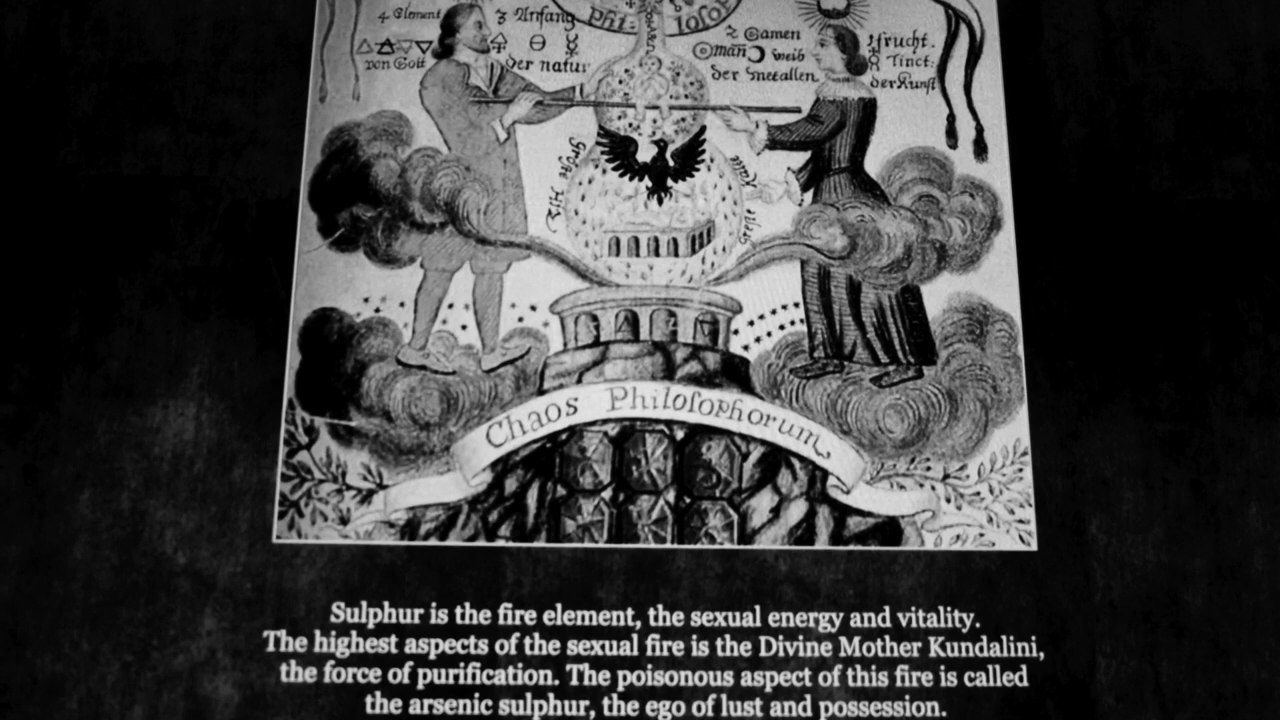 4 Element
3 Anfang
Phi: losop
von Gott
der natur
2 Samen
man weib
der metallen
1 frucht.
Tinct:
der Kunst
Chaos Philosophorum
Sulphur is the fire element, the sexual energy and vitality.
The highest aspects of the sexual fire is the Divine Mother Kundalini,
the force of purification. The poisonous aspect of this fire is called
the arsenic sulphur, the ego of lust and possession.